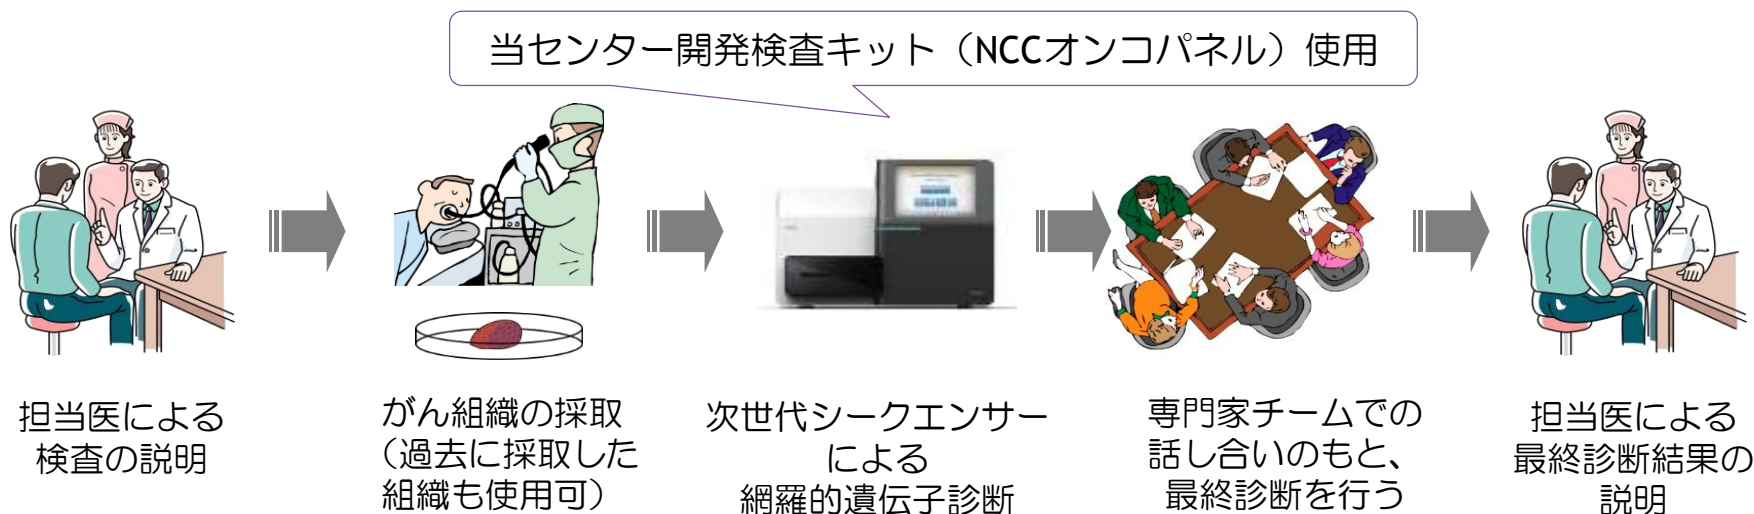 当センター開発検査キット（NCCオンコパネル）使用
担当医による
検査の説明
がん組織の採取
（過去に採取した
組織も使用可）
次世代シークエンサー
による
網羅的遺伝子診断
専門家チームでの
話し合いのもと、
最終診断を行う
担当医による
最終診断結果の
説明